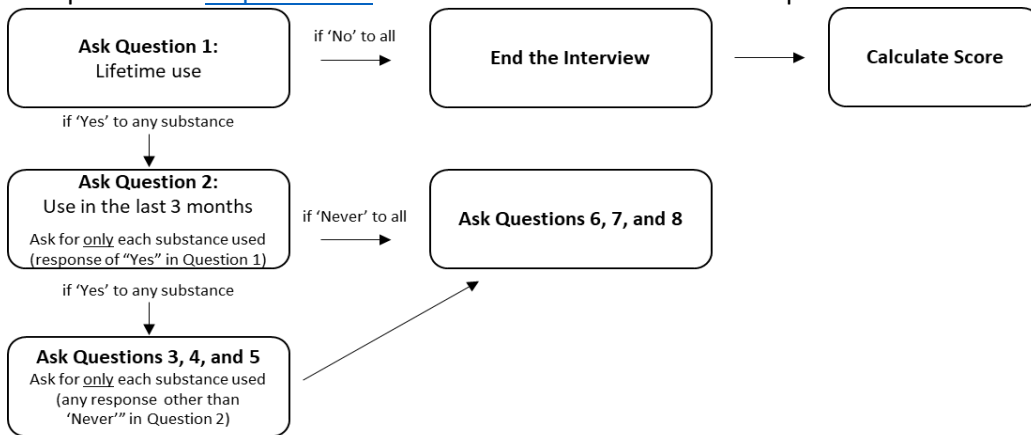 Ask Question 1:
Lifetime use
if 'No' to all
End the Interview
Calculate Score
if 'Yes' to any substance
Ask Question 2:
Use in the last 3 months
Ask for only each substance used
(response of "Yes" in Question 1)
if 'Never' to all
Ask Questions 6, 7, and 8
if 'Yes' to any substance
Ask Questions 3, 4, and 5
Ask for only each substance used
(any response other than
'Never'" in Question 2)